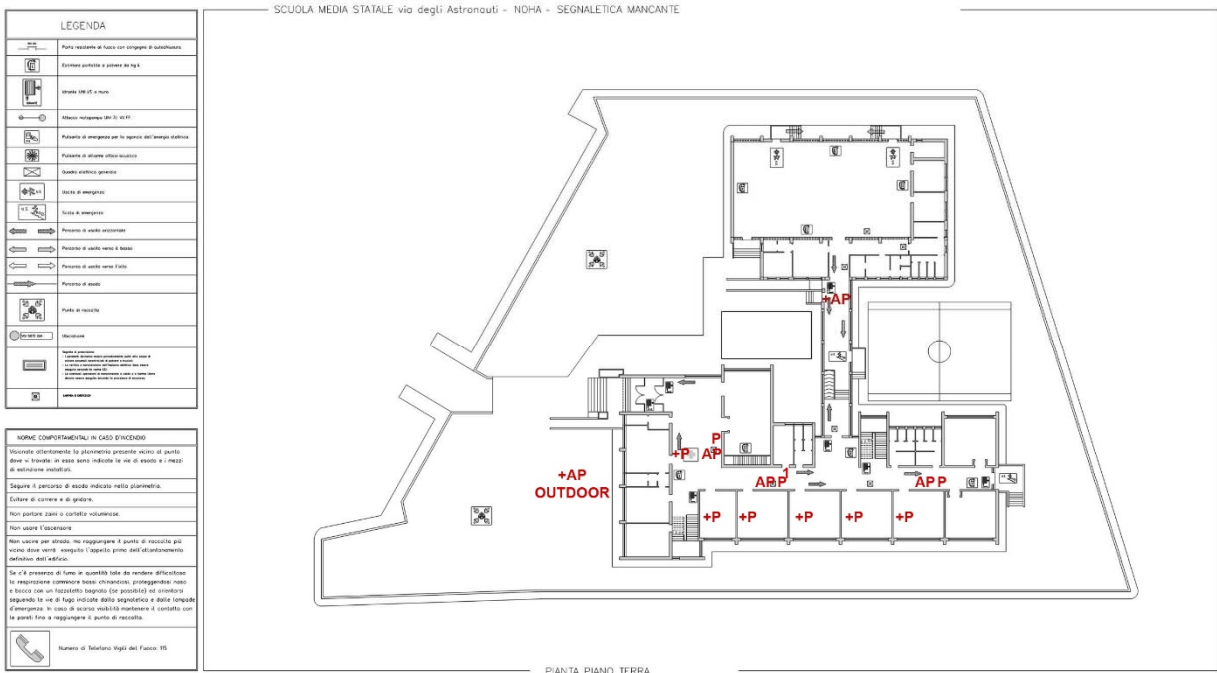 SCUOLA MEDIA STATALE via degli Astronauti - NOHA - SEGNALETICA MANCANTE
LEGENDA
Porta resistente al fuoco con congegno di autochiusura
Estintore portatile a polvere da kg 6
Idrante UNI 45 a muro
Attacco motopompa UNI 70 VV.FF.
Pulsante di emergenza per lo sgancio dell'energia elettrica
Pulsante di allarme ottico-acustico
Quadro elettrico generale
Uscita di emergenza
Scala di emergenza
Percorso di uscita orizzontale
Percorso di uscita verso il basso
Percorso di uscita verso l'alto
Percorso di esodo
Punto di raccolta
Ubicazione
NORME COMPORTAMENTALI IN CASO D'INCENDIO
Visionate attentamente la planimetria presente vicino al punto
dove vi trovate: in essa sono indicate le vie di esodo e i mezzi
di estinzione installati.
Seguire il percorso di esodo indicato nella planimetria.
Evitare di correre e di gridare.
Non portare zaini o cartelle voluminose.
Non usare l'ascensore
Non uscire per strada, ma raggiungere il punto di raccolta più
vicino dove verrà eseguito l'appello prima dell'allontanamento
definitivo dall'edificio.
Se c'è presenza di fumo in quantità tale da rendere difficoltosa
la respirazione camminare bassi chinandosi, proteggendosi naso
e bocca con un fazzoletto bagnato (se possibile) ed orientarsi
seguendo le vie di fuga indicate dalla segnaletica e dalle lampade
d'emergenza. In caso di scarsa visibilità mantenere il contatto con
le pareti fino a raggiungere il punto di raccolta.
Numero di Telefono Vigili del Fuoco: 115
+AP
P
+P AP
+AP
OUTDOOR
1
APP
APP
+P +P +P +P +P
PIANTA PIANO TERRA